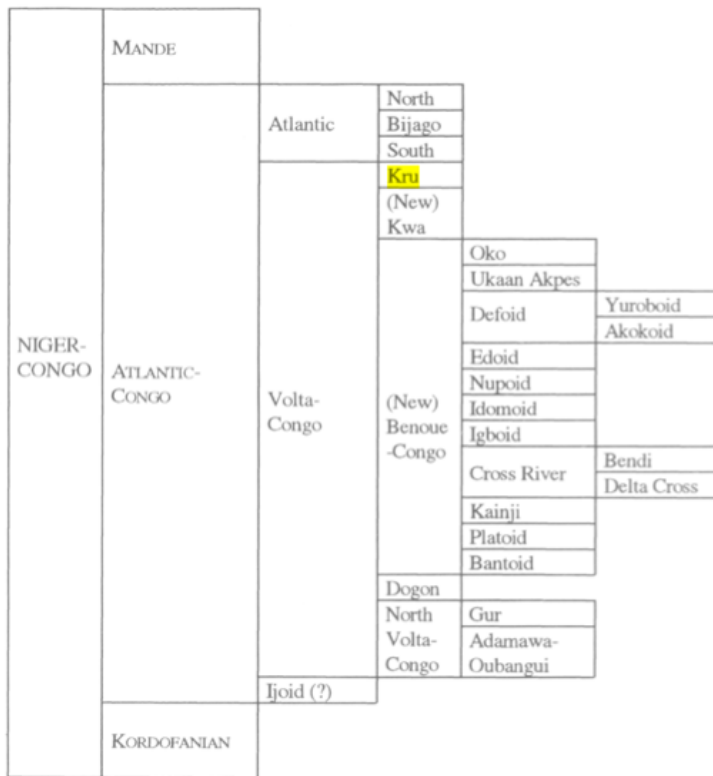 MANDE
North
Atlantic
Bijago
South
Kru
(New)
Kwa
Oko
Ukaan Akpes
Defoid
Yuroboid
Akokoid
NIGER-
CONGO
ATLANTIC-
CONGO
Volta-
Congo
(New)
Benoue
-Congo
Edoid
Nupoid
Idomoid
Igboid
Cross River
Bendi
Delta Cross
Kainji
Platoid
Bantoid
Dogon
North
Volta-
Congo
Gur
Adamawa-
Oubangui
Ijoid (?)
KORDOFANIAN